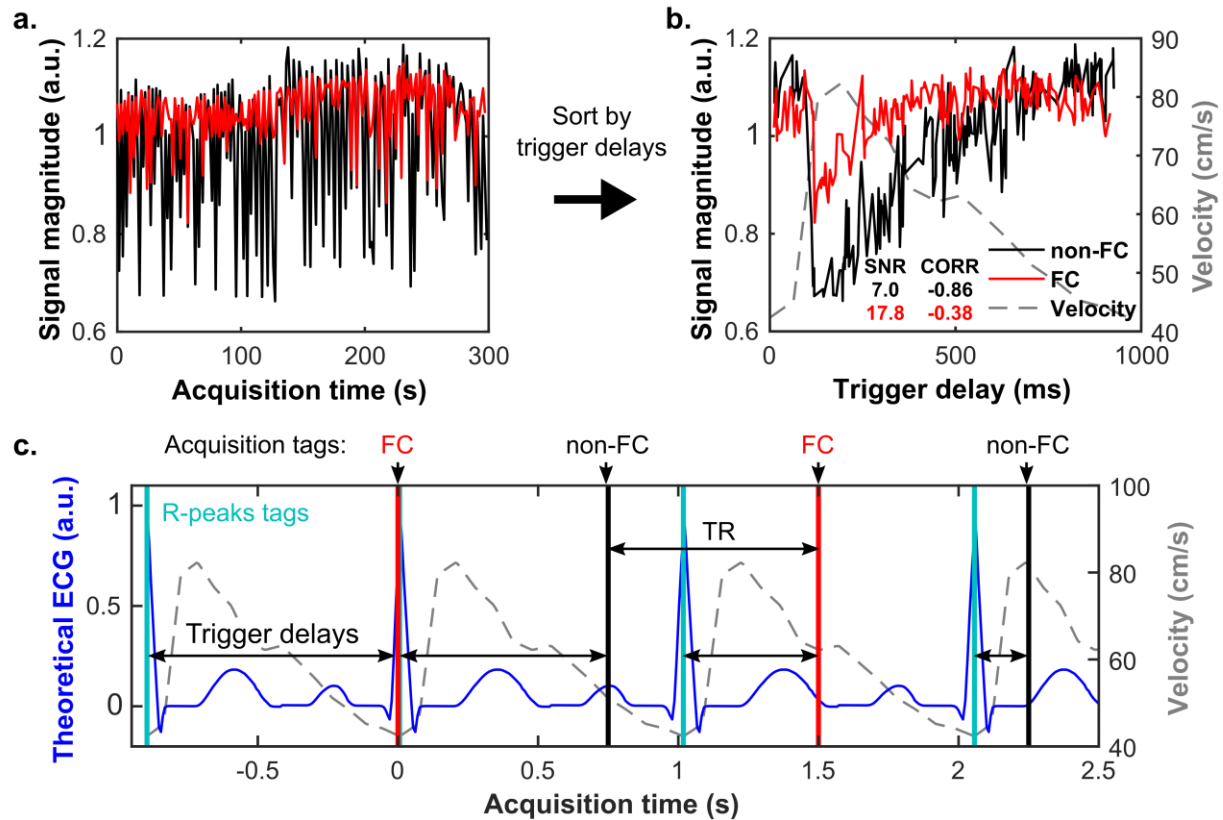 a.
1.2
1
0.8
0.6
Signal magnitude (a.u.)
0 100 200 300
Acquisition time (s)
Sort by
trigger delays
b.
1.2
1
0.8
0.6
Signal magnitude (a.u.)
90
80
70
60
50
40
Velocity (cm/s)
SNR CORR
7.0 -0.86
17.8 -0.38
non-FC
FC
Velocity
0 500 1000
Trigger delay (ms)
c.
Acquisition tags: FC non-FC FC non-FC
R-peaks tags
TR
Trigger delays
1
0.5
0
Theoretical ECG (a.u.)
100
80
60
40
Velocity (cm/s)
-0.5 0 0.5 1 1.5 2 2.5
Acquisition time (s)